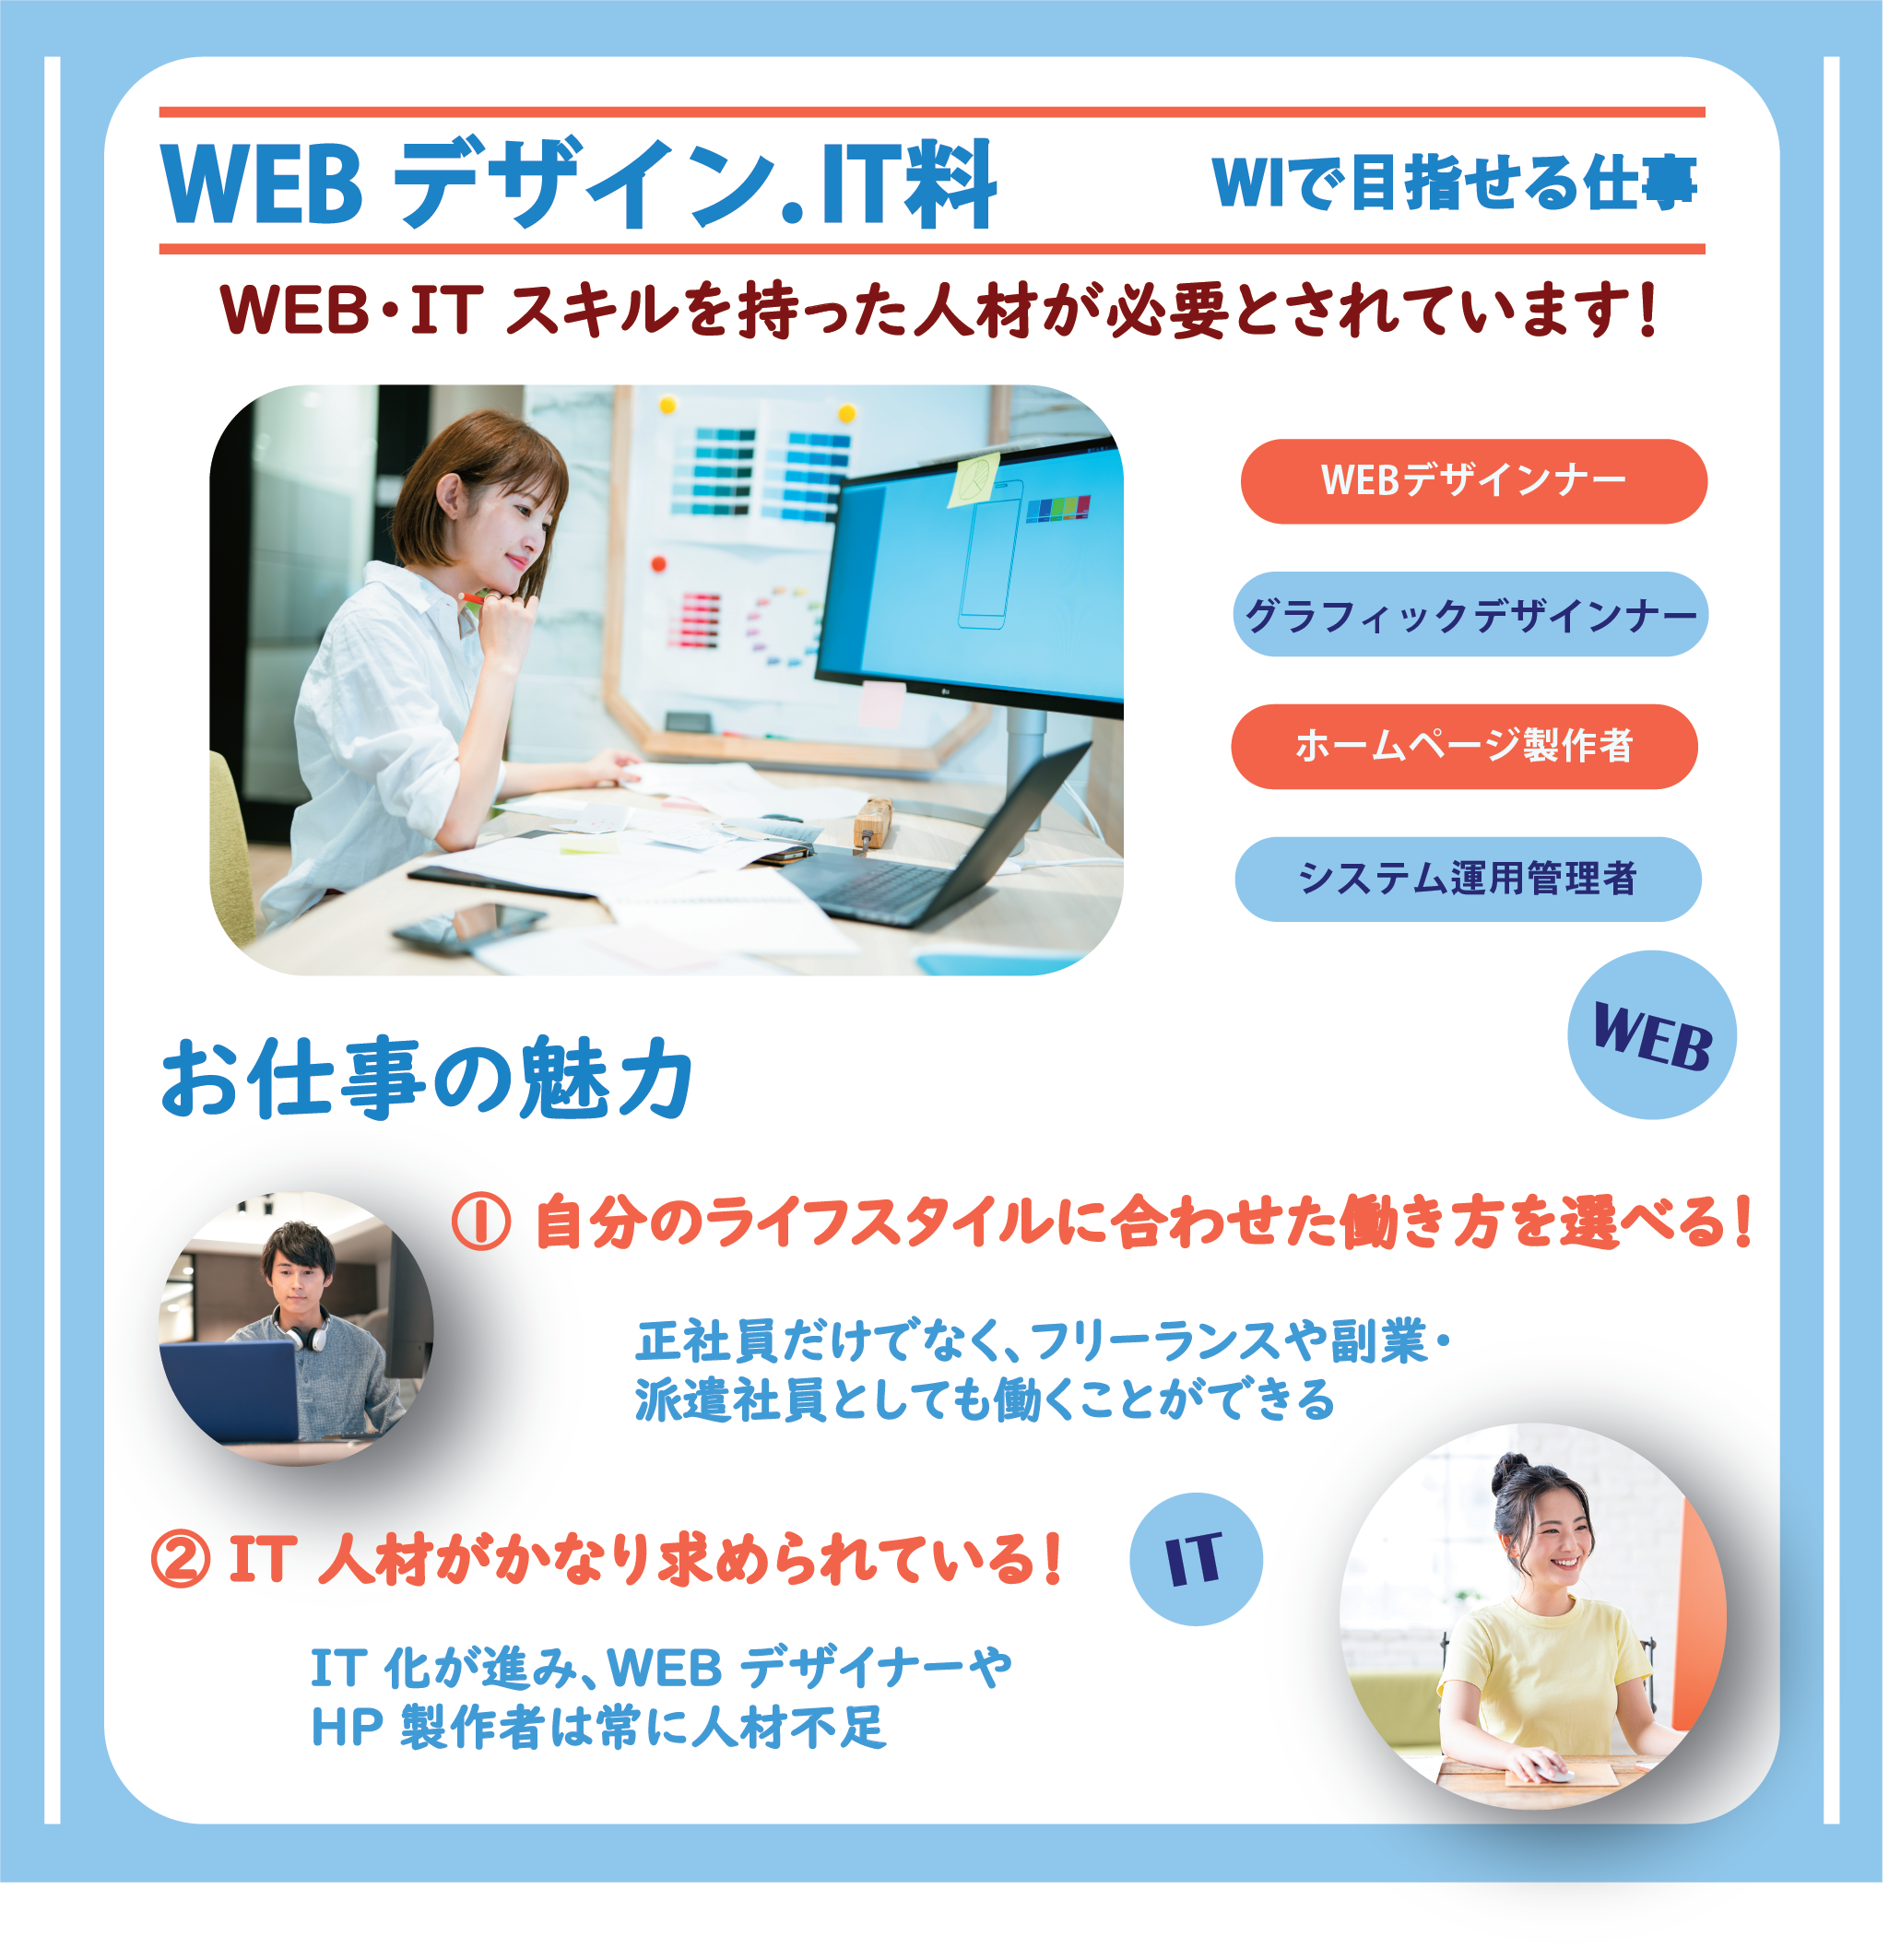 WEB デザイン.IT料
WIで目指せる仕事
WEB・IT スキルを持った人材が必要とされています!
WEBデザインナー
グラフィックデザインナー
ホームページ製作者
システム運用管理者
WEB
お仕事の魅力
① 自分のライフスタイルに合わせた働き方を選べる!
正社員だけでなく、フリーランスや副業・
派遣社員としても働くことができる
② IT 人材がかなり求められている!
IT
IT 化が進み、WEB デザイナーや
HP 製作者は常に人材不足